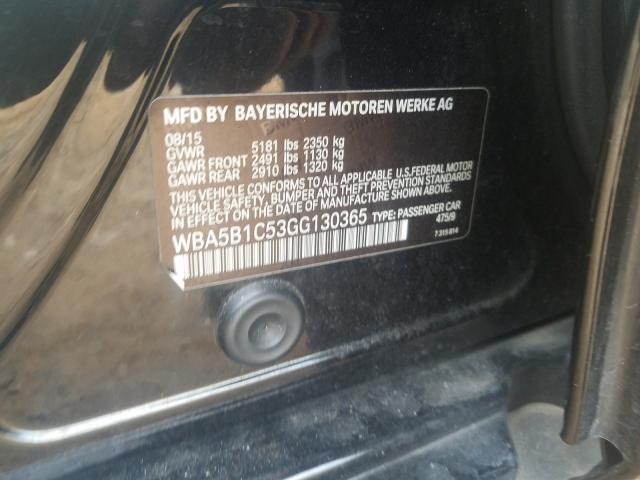 MFD BY BAYERISCHE MOTOREN WERKE AG
08/15
GVWR 5181 lbs 2350 kg
GAWR FRONT 2491 lbs 1130 kg
GAWR REAR 2910 lbs 1320 kg
THIS VEHICLE CONFORMS TO ALL APPLICABLE U.S.FEDERAL MOTOR
VEHICLE SAFETY, BUMPER AND THEFT PREVENTION STANDARDS
IN EFFECT ON THE DATE OF MANUFACTURE SHOWN ABOVE.
WBA5B1C53GG130365 TYPE: PASSENGER CAR
475/9
7 315 814